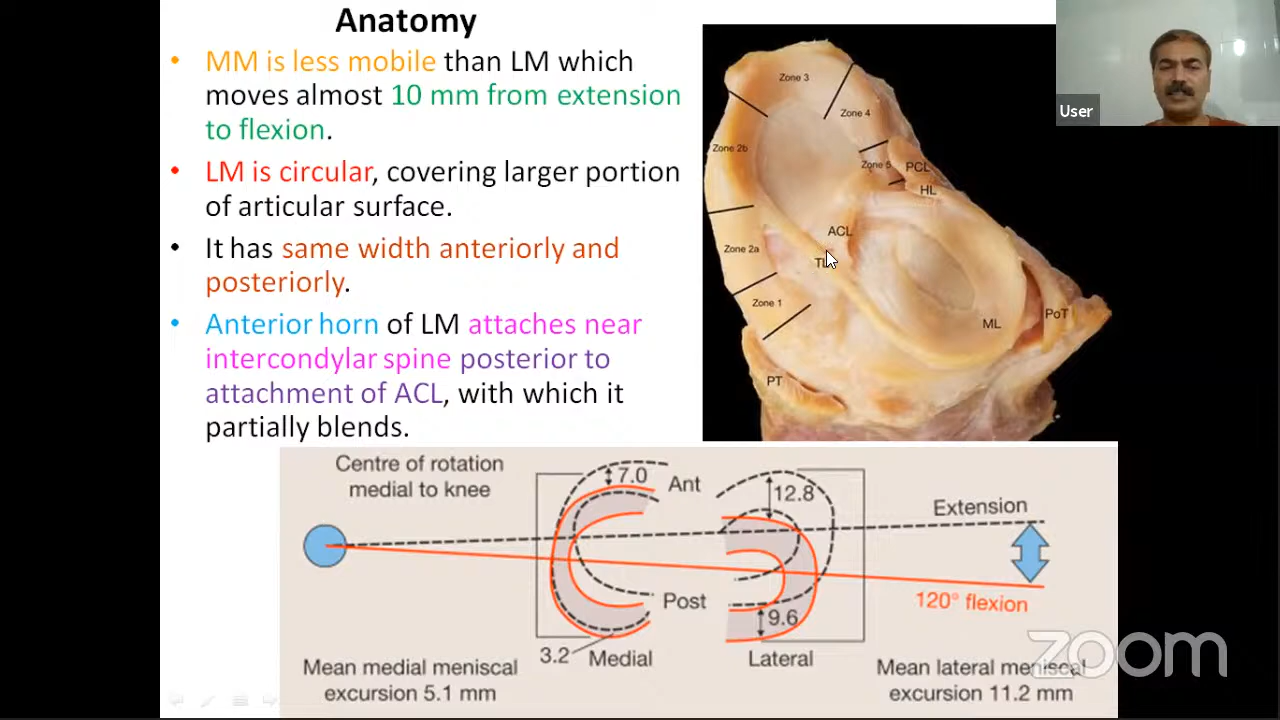 Anatomy
• MM is less mobile than LM which
moves almost 10 mm from extension
to flexion.
• LM is circular, covering larger portion
of articular surface.
• It has same width anteriorly and
posteriorly.
• Anterior horn of LM attaches near
intercondylar spine posterior to
attachment of ACL, with which it
partially blends.
Zone 3
Zone 4
Zone 2b
Zone 5
PCL
HL
ACL
Zone 2a
TL
Zone 1
ML
PoT
PT
User
Centre of rotation
medial to knee
7.0
Ant
12.8
Extension
Post
120° flexion
9.6
3.2
Medial
Lateral
Mean medial meniscal
excursion 5.1 mm
Mean lateral meniscal
excursion 11.2 mm
zoom